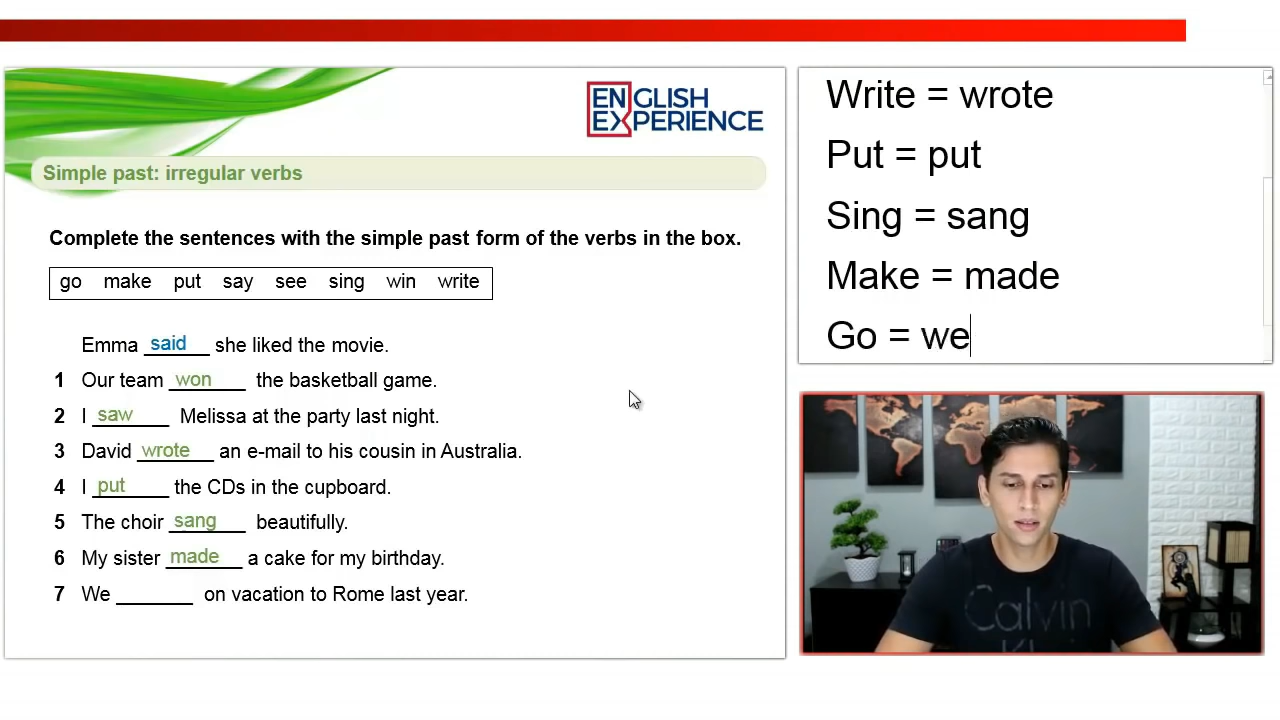 ENGLISH
EXPERIENCE
Simple past: irregular verbs
Complete the sentences with the simple past form of the verbs in the box.
go make put say see sing win write
Emma said she liked the movie.
1 Our team won the basketball game.
2 I saw Melissa at the party last night.
3 David wrote an e-mail to his cousin in Australia.
4 I put the CDs in the cupboard.
5 The choir sang beautifully.
6 My sister made a cake for my birthday.
7 We ________ on vacation to Rome last year.
Write = wrote
Put = put
Sing = sang
Make = made
Go = we
Calvin